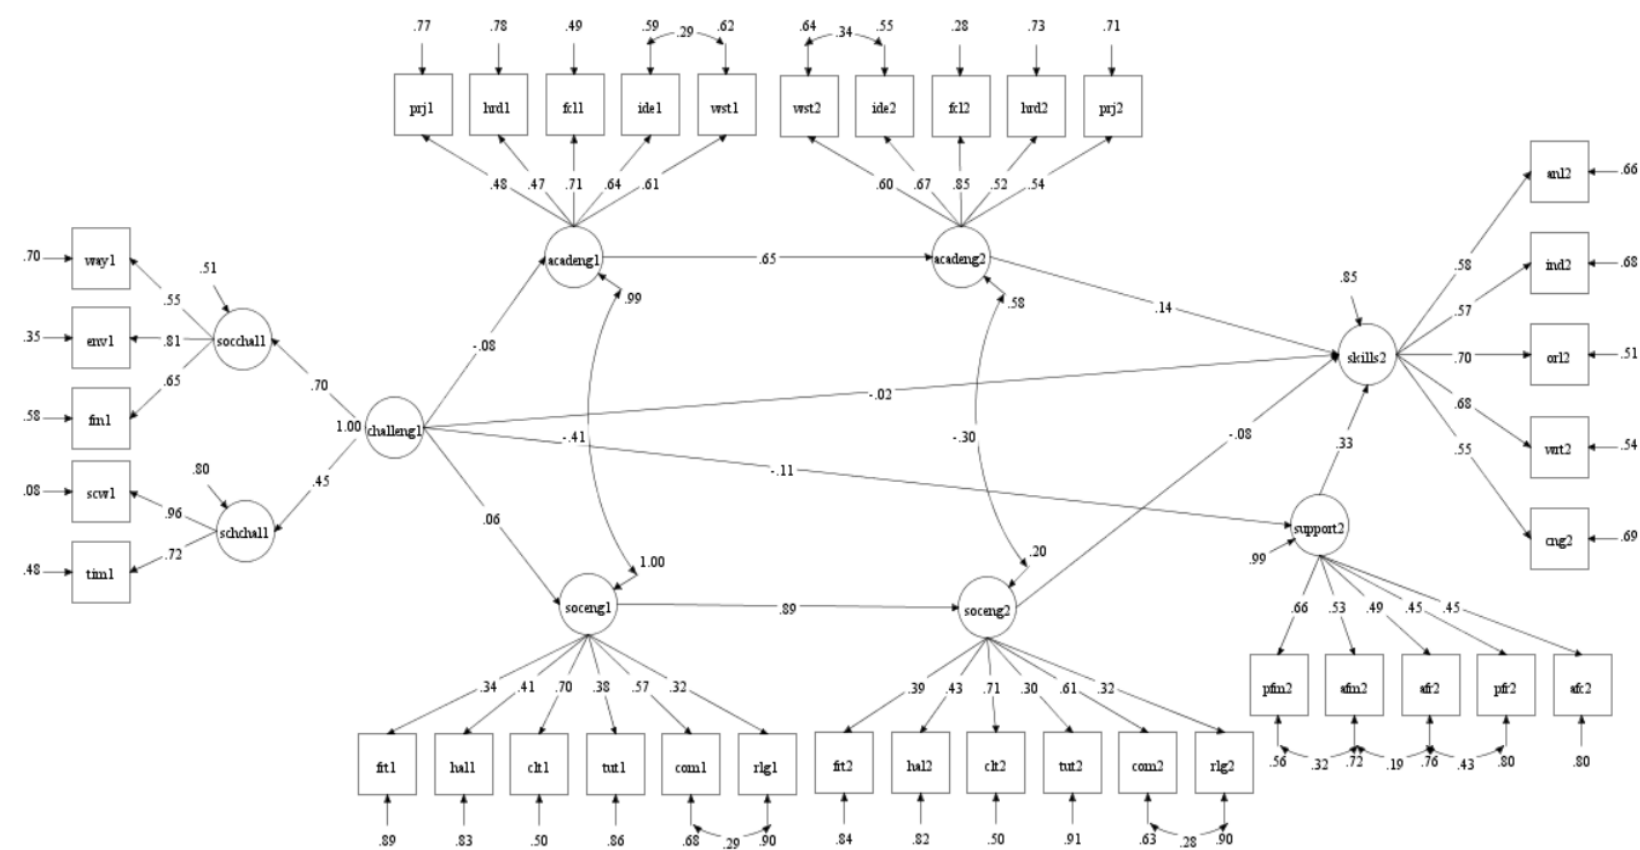 .77 .78 .49 .59 .29 .62 .64 .34 .55 .28 .73 .71
prj1 hrd1 fcl1 ide1 wst1 wst2 ide2 fcl2 hrd2 prj2
.48 .47 .71 .64 .61 .60 .67 .85 .52 .54
anl2 .66
.70 way1 .51 acadeng1 .65 acadeng2 .58 ind2 .68
.55 .99 .58 .14 .85 .57
.35 env1 .81 socchal1 -.08 skills2 .70 orl2 .51
.65 .70 -.02 .68
.58 fm1 1.00 challeng1 -.41 -.30 -.08 .33 .55 wrt2 .54
.80 .45 -.11
.08 scw1 .96 .06 support2
.72 schchal1 1.00 .20 .99 cng2 .69
.48 tim1 soceng1 .89 soceng2 .66 .53 .49 .45 .45
.34 .41 .70 .38 .57 .32 .39 .43 .71 .30 .61 .32 pfm2 afm2 afr2 pfr2 afc2
fit1 hal1 clt1 tut1 com1 rlg1 fit2 hal2 clt2 tut2 com2 rlg2 .56 .32 .72 .19 .76 .43 .80 .80
.89 .83 .50 .86 .68 .29 .90 .84 .82 .50 .91 .63 .28 .90